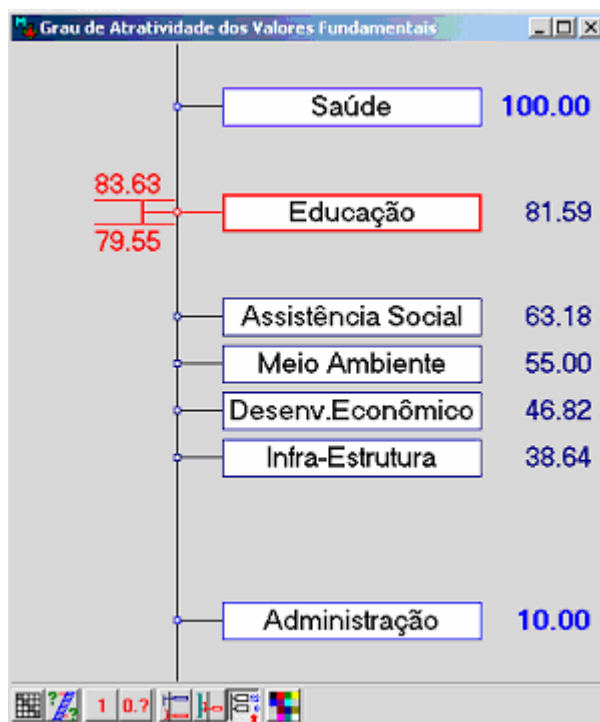 Grau de Atratividade dos Valores Fundamentais
Saúde 100.00
83.63
Educação 81.59
79.55
Assistência Social 63.18
Meio Ambiente 55.00
Desenv.Econômico 46.82
Infra-Estrutura 38.64
Administração 10.00
1 0.?